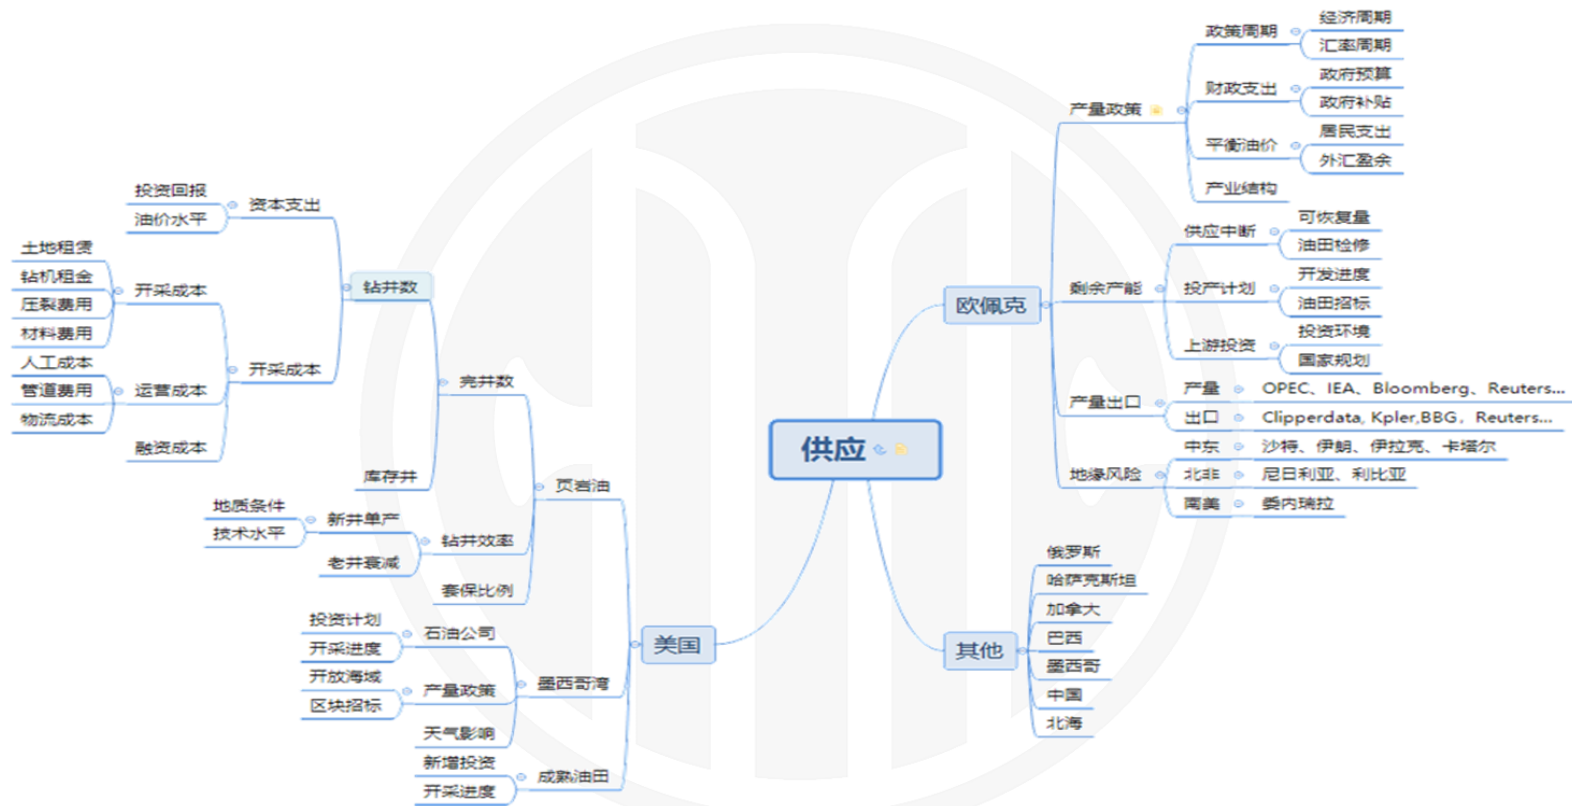 供应
欧佩克
产量政策
政策周期
经济周期
汇率周期
财政支出
政府预算
政府补贴
平衡油价
居民支出
外汇盈余
产业结构
剩余产能
供应中断
可恢复量
油田检修
投产计划
开发进度
油田招标
上游投资
投资环境
国家规划
产量出口
产量
OPEC、IEA、Bloomberg、Reuters...
出口
Clipperdata, Kpler,BBG，Reuters...
地缘风险
中东
沙特、伊朗、伊拉克、卡塔尔
北非
尼日利亚、利比亚
南美
委内瑞拉
其他
俄罗斯
哈萨克斯坦
加拿大
巴西
墨西哥
中国
北海
美国
页岩油
完井数
钻井数
资本支出
投资回报
油价水平
开采成本
开采成本
土地租赁
钻机租金
压裂费用
材料费用
运营成本
人工成本
管道费用
物流成本
融资成本
库存井
钻井效率
新井单产
地质条件
技术水平
老井衰减
套保比例
墨西哥湾
石油公司
投资计划
开采进度
产量政策
开放海域
区块招标
天气影响
成熟油田
新增投资
开采进度